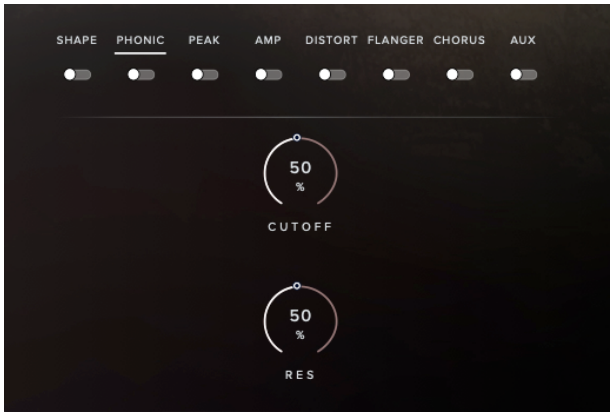 SHAPE PHONIC PEAK AMP DISTORT FLANGER CHORUS AUX
50
%
CUTOFF
50
%
RES